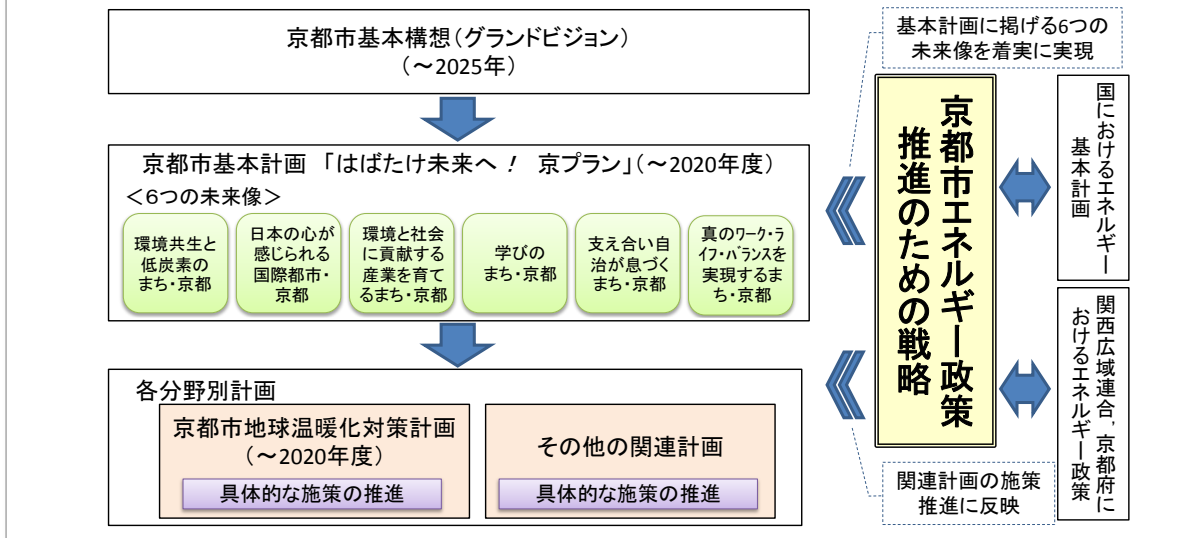 京都市基本構想(グランドビジョン)
(～2025年)
京都市基本計画 「はばたけ未来へ！ 京プラン」(～2020年度)
＜6つの未来像＞
環境共生と
低炭素の
まち・京都
日本の心が
感じられる
国際都市・
京都
環境と社会
に貢献する
産業を育て
るまち・京都
学びの
まち・京都
支え合い自
治が息づく
まち・京都
真のﾜｰｸ・ﾗ
ｲﾌ・ﾊﾞﾗﾝｽを
実現するま
ち・京都
各分野別計画
京都市地球温暖化対策計画
(～2020年度)
具体的な施策の推進
その他の関連計画
具体的な施策の推進
基本計画に掲げる6つの
未来像を着実に実現
京都市エネルギー政策
推進のための戦略
関連計画の施策
推進に反映
国におけるエネルギー
基本計画
関西広域連合，京都府に
おけるエネルギー政策